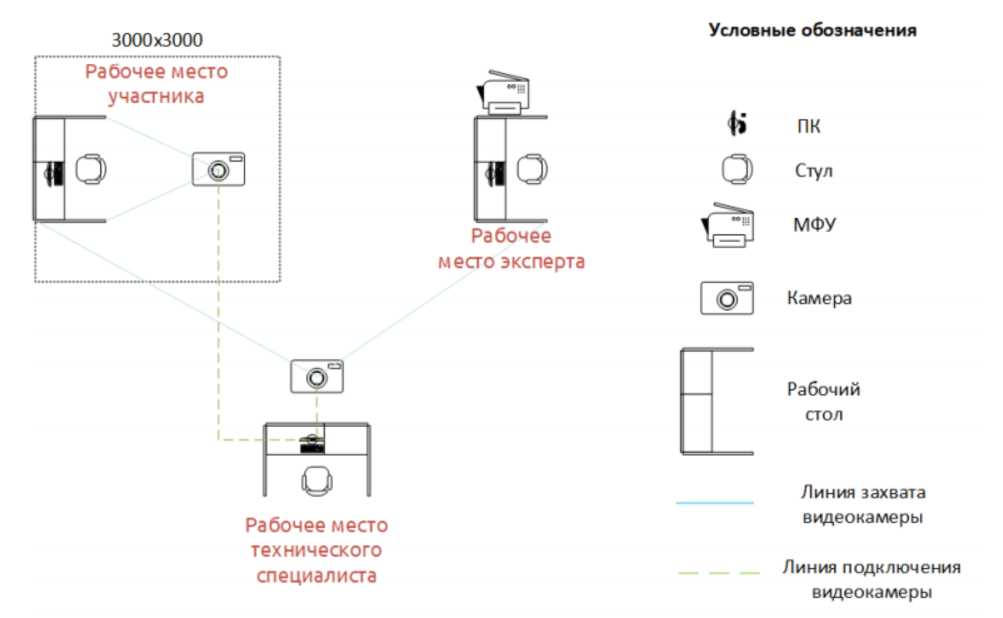 3000х3000
Рабочее место
участника
Рабочее
место эксперта
Рабочее место
технического
специалиста
Условные обозначения
ПК
Стул
МФУ
Камера
Рабочий
стол
Линия захвата
видеокамеры
Линия подключения
видеокамеры